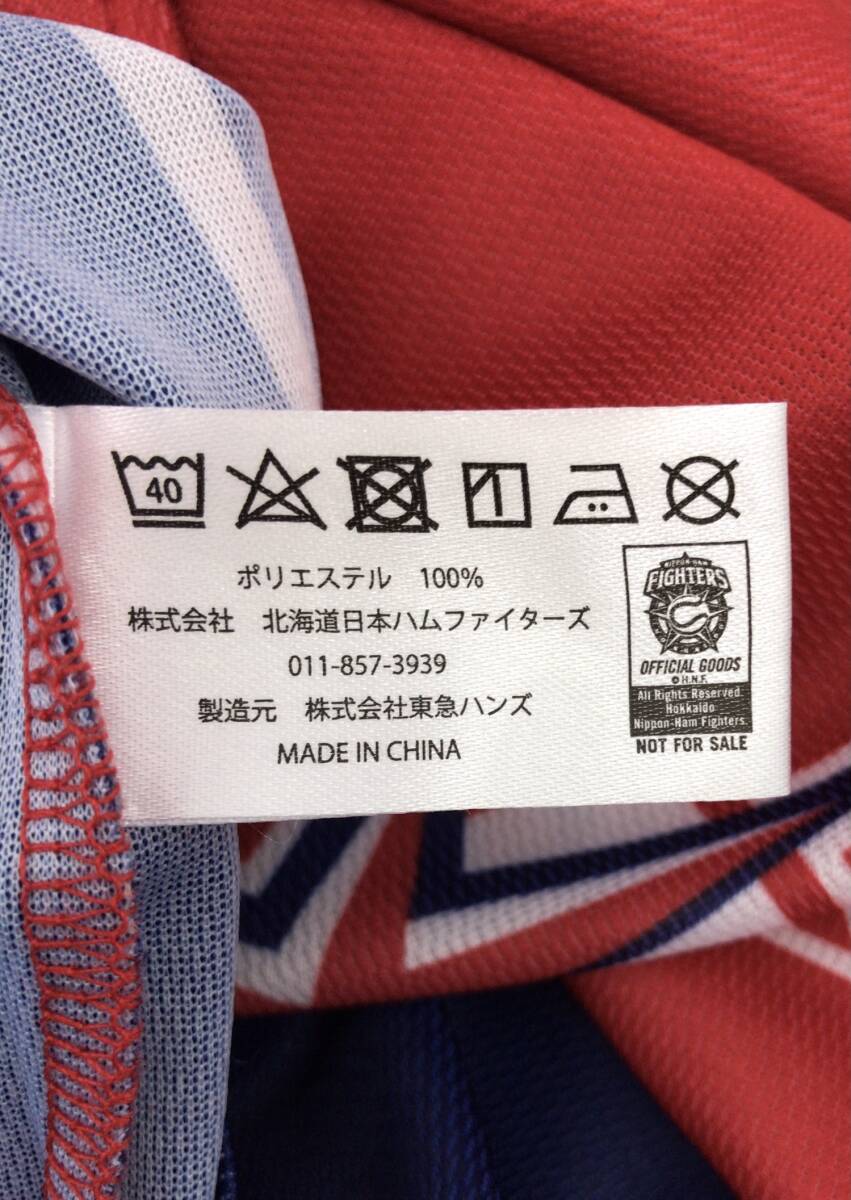 40
ポリエステル　100%
株式会社　北海道日本ハムファイターズ
011-857-3939
製造元　株式会社東急ハンズ
MADE IN CHINA
NIPPON-HAM
FIGHTERS
OFFICIAL GOODS
©H.N.F.
All Rights Reserved
Hokkaido
Nippon-Ham Fighters.
NOT FOR SALE